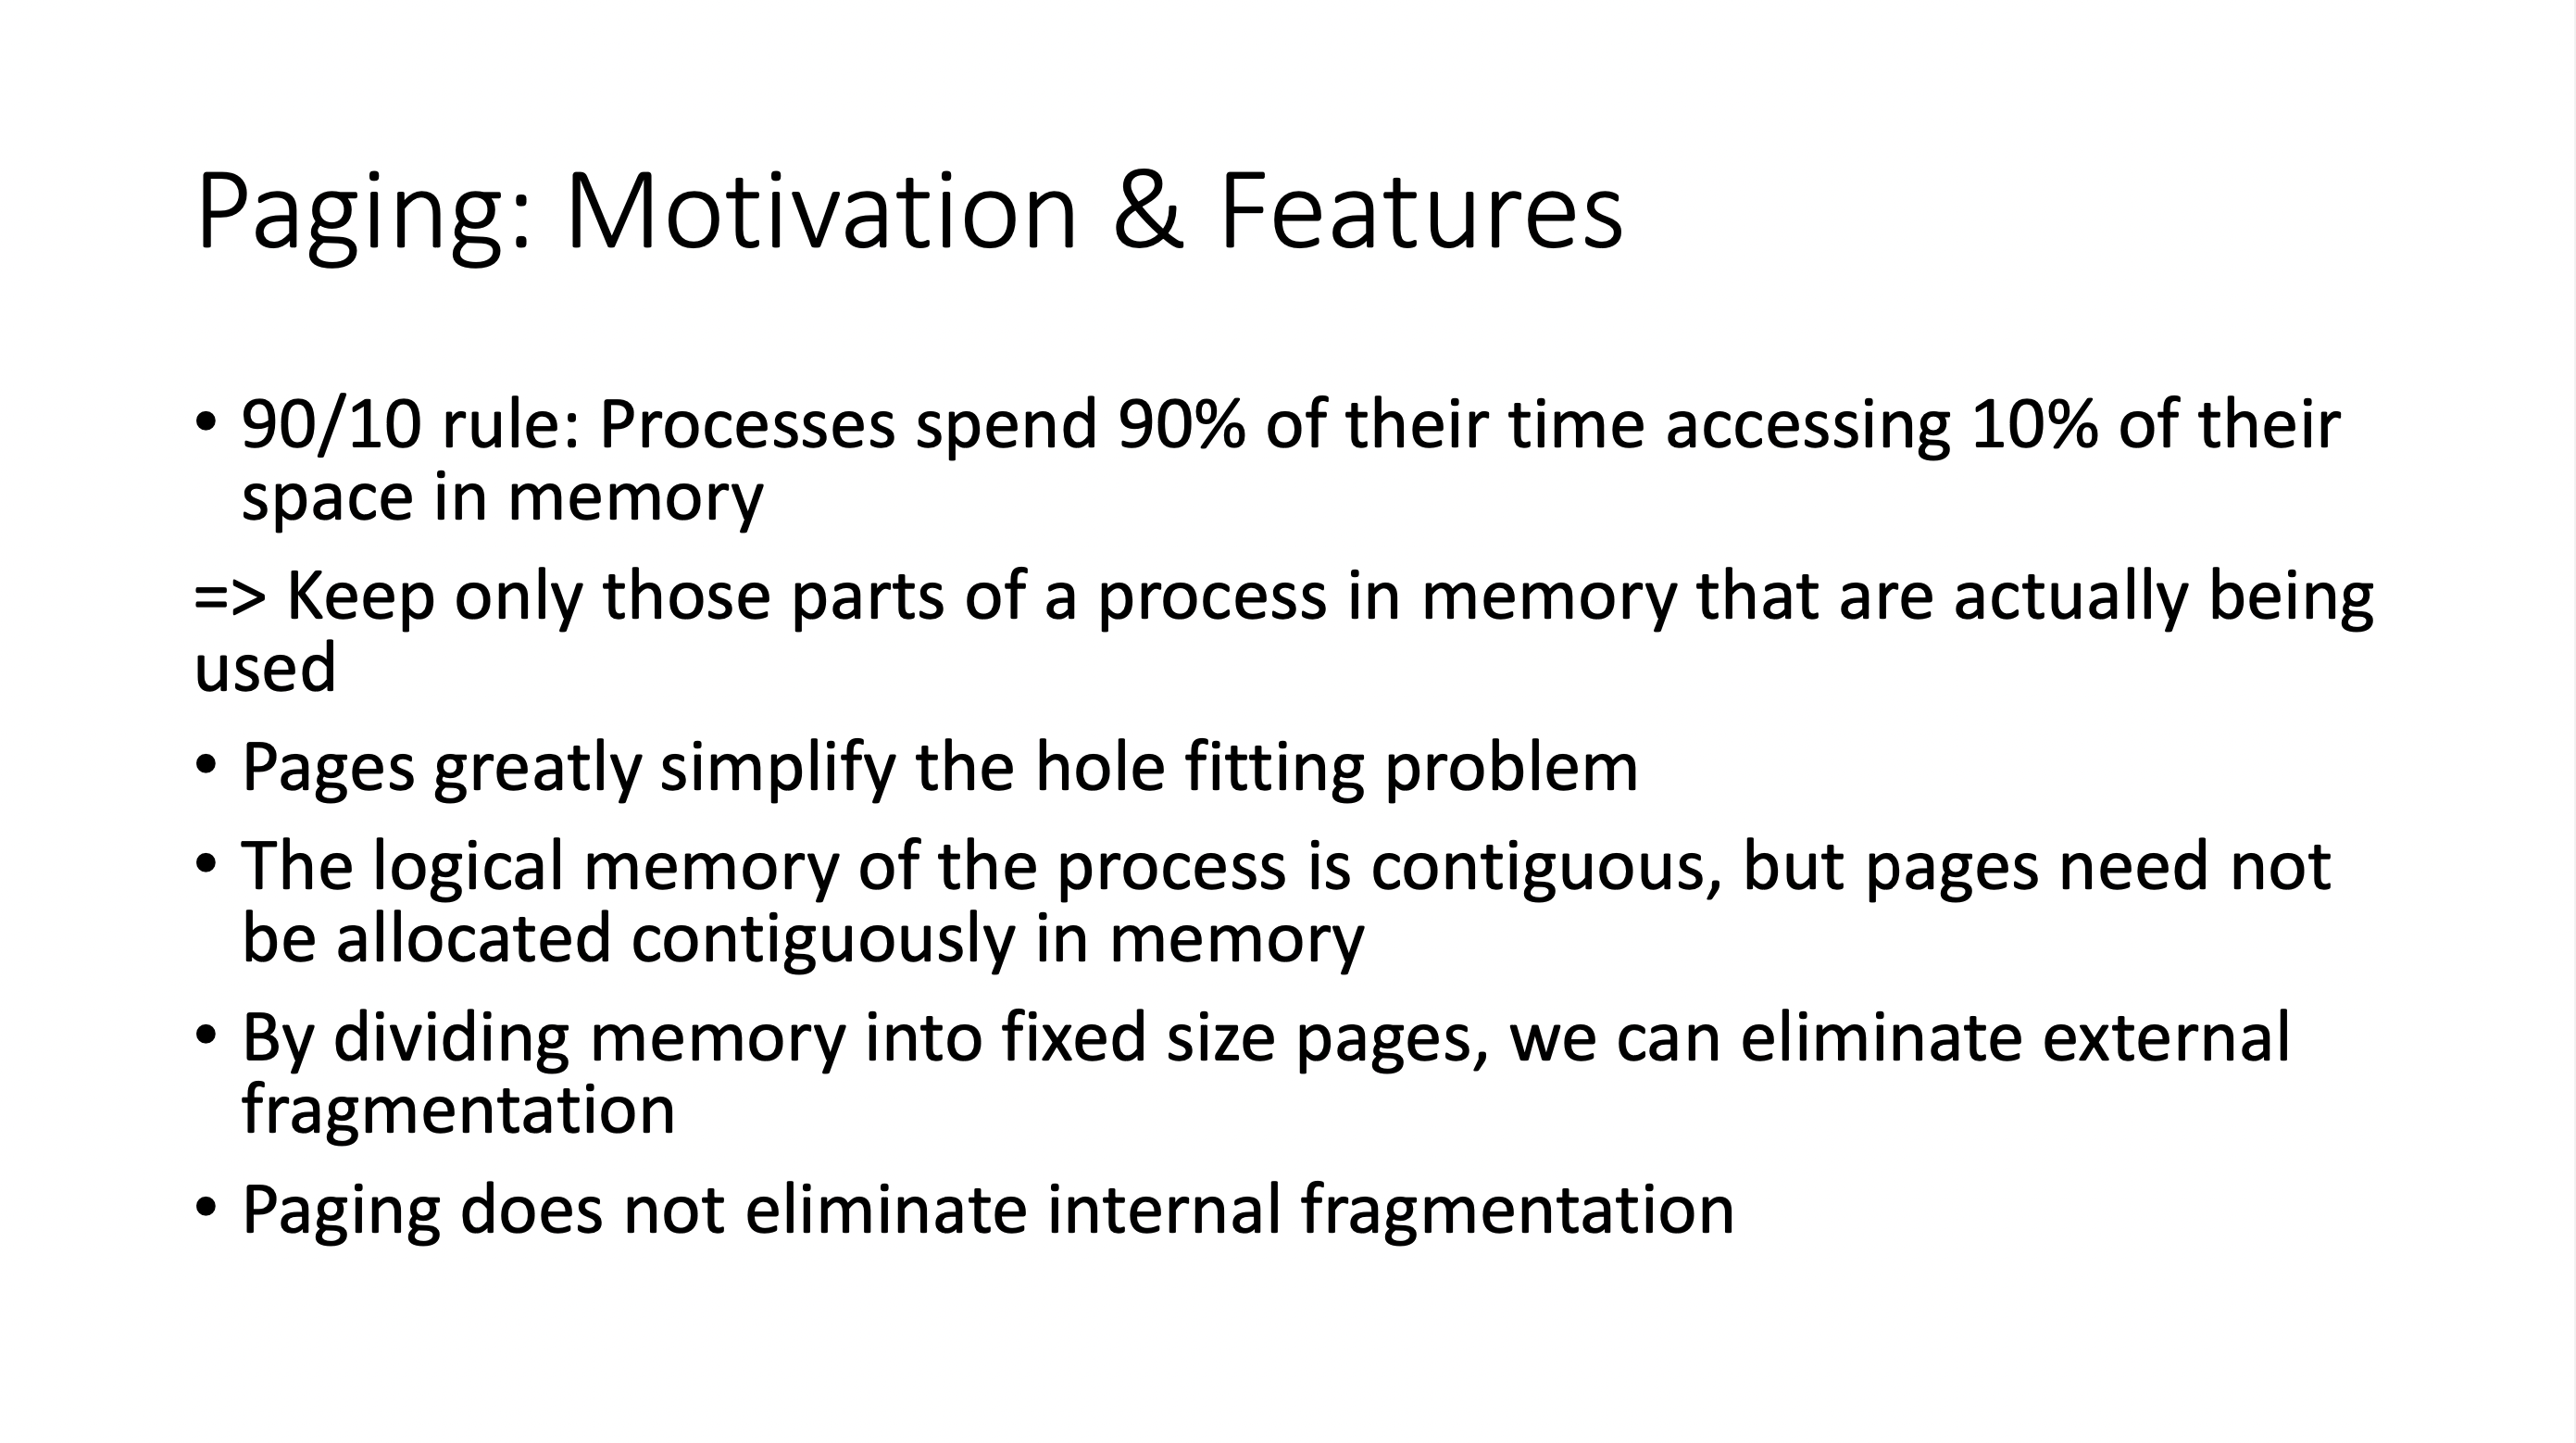 Paging: Motivation & Features
• 90/10 rule: Processes spend 90% of their time accessing 10% of their
space in memory
=> Keep only those parts of a process in memory that are actually being
used
• Pages greatly simplify the hole fitting problem
• The logical memory of the process is contiguous, but pages need not
be allocated contiguously in memory
• By dividing memory into fixed size pages, we can eliminate external
fragmentation
• Paging does not eliminate internal fragmentation